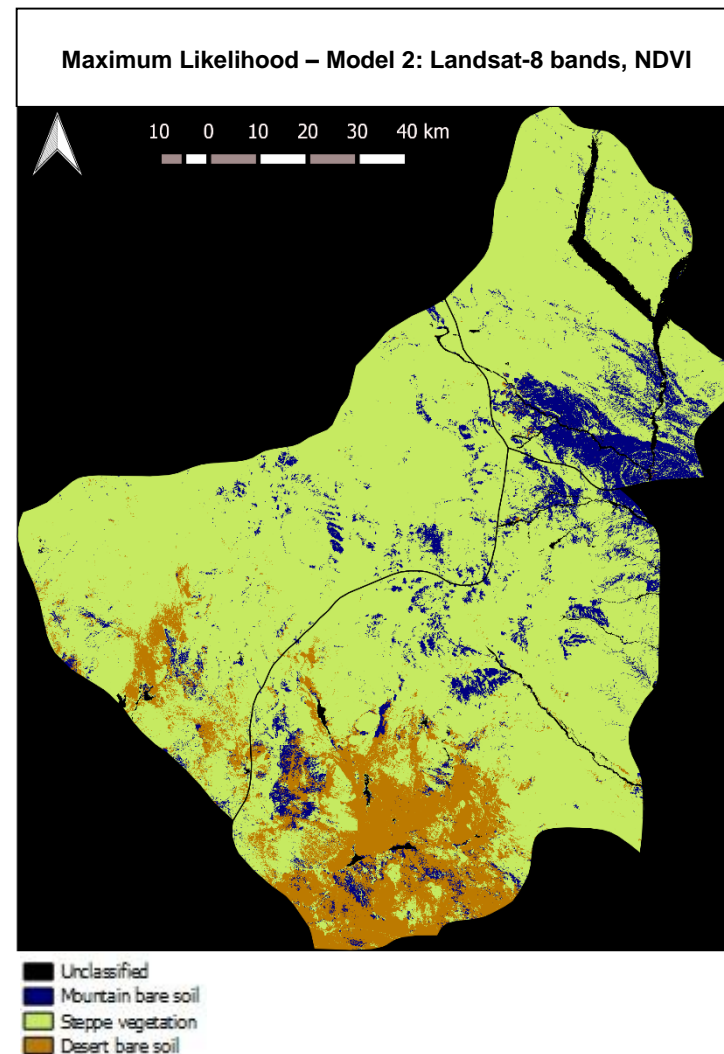 Maximum Likelihood – Model 2: Landsat-8 bands, NDVI
10 0 10 20 30 40 km
Unclassified
Mountain bare soil
Steppe vegetation
Desert bare soil